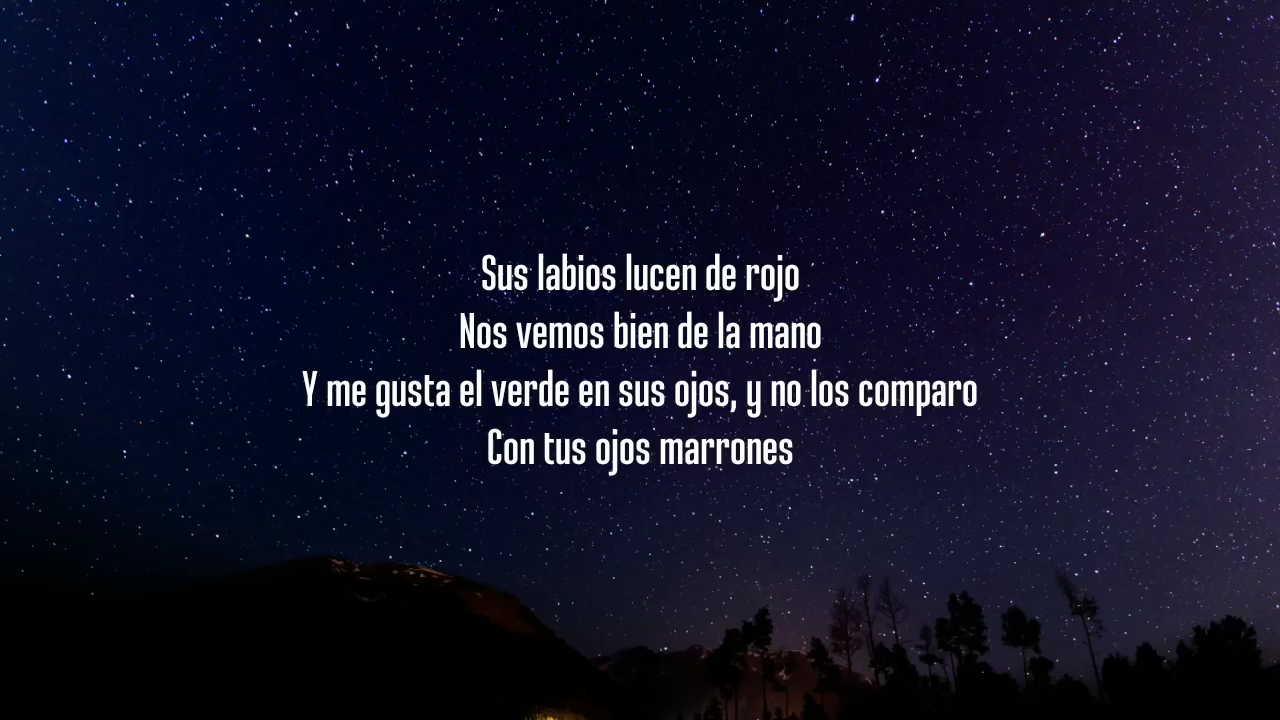 Sus labios lucen de rojo
Nos vemos bien de la mano
Y me gusta el verde en sus ojos, y no los comparo
Con tus ojos marrones